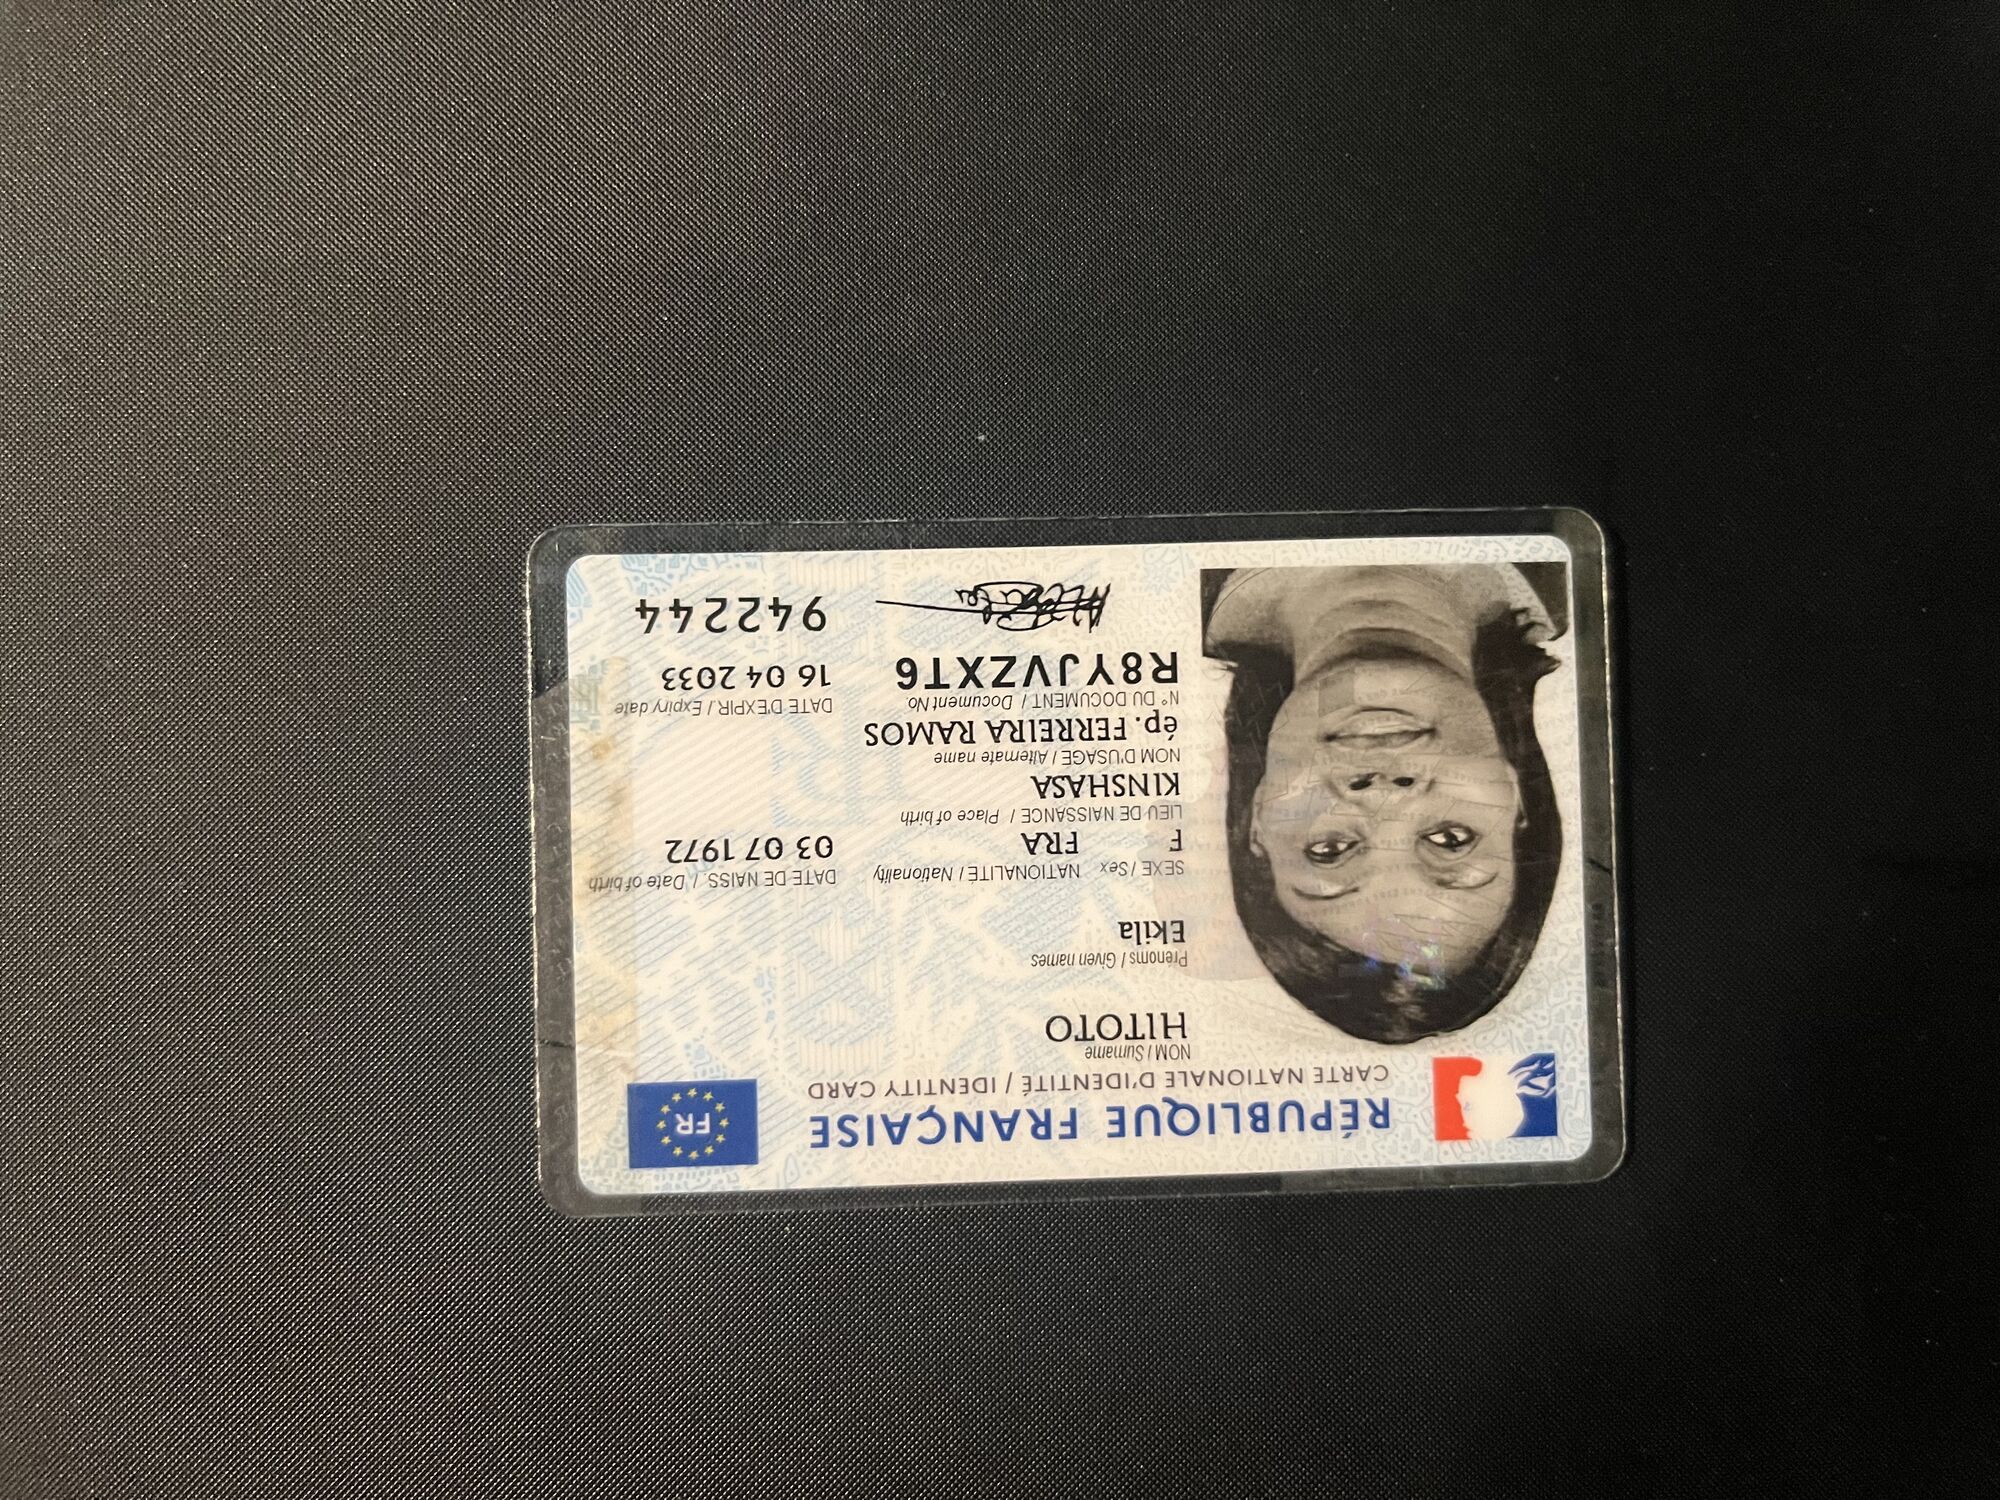 RÉPUBLIQUE FRANÇAISE
FR
CARTE NATIONALE D'IDENTITÉ / IDENTITY CARD
NOM / Surname
HITOTO
Prénoms / Given names
Ekila
SEXE / Sex NATIONALITÉ / Nationality DATE DE NAISS. / Date of birth
F FRA 03 07 1972
LIEU DE NAISSANCE / Place of birth
KINSHASA
NOM D'USAGE / Alternate name
ép. FERREIRA RAMOS
N° DU DOCUMENT / Document No DATE D'EXPIR / Expiry date
R8YJVZXT6 16 04 2033
942244